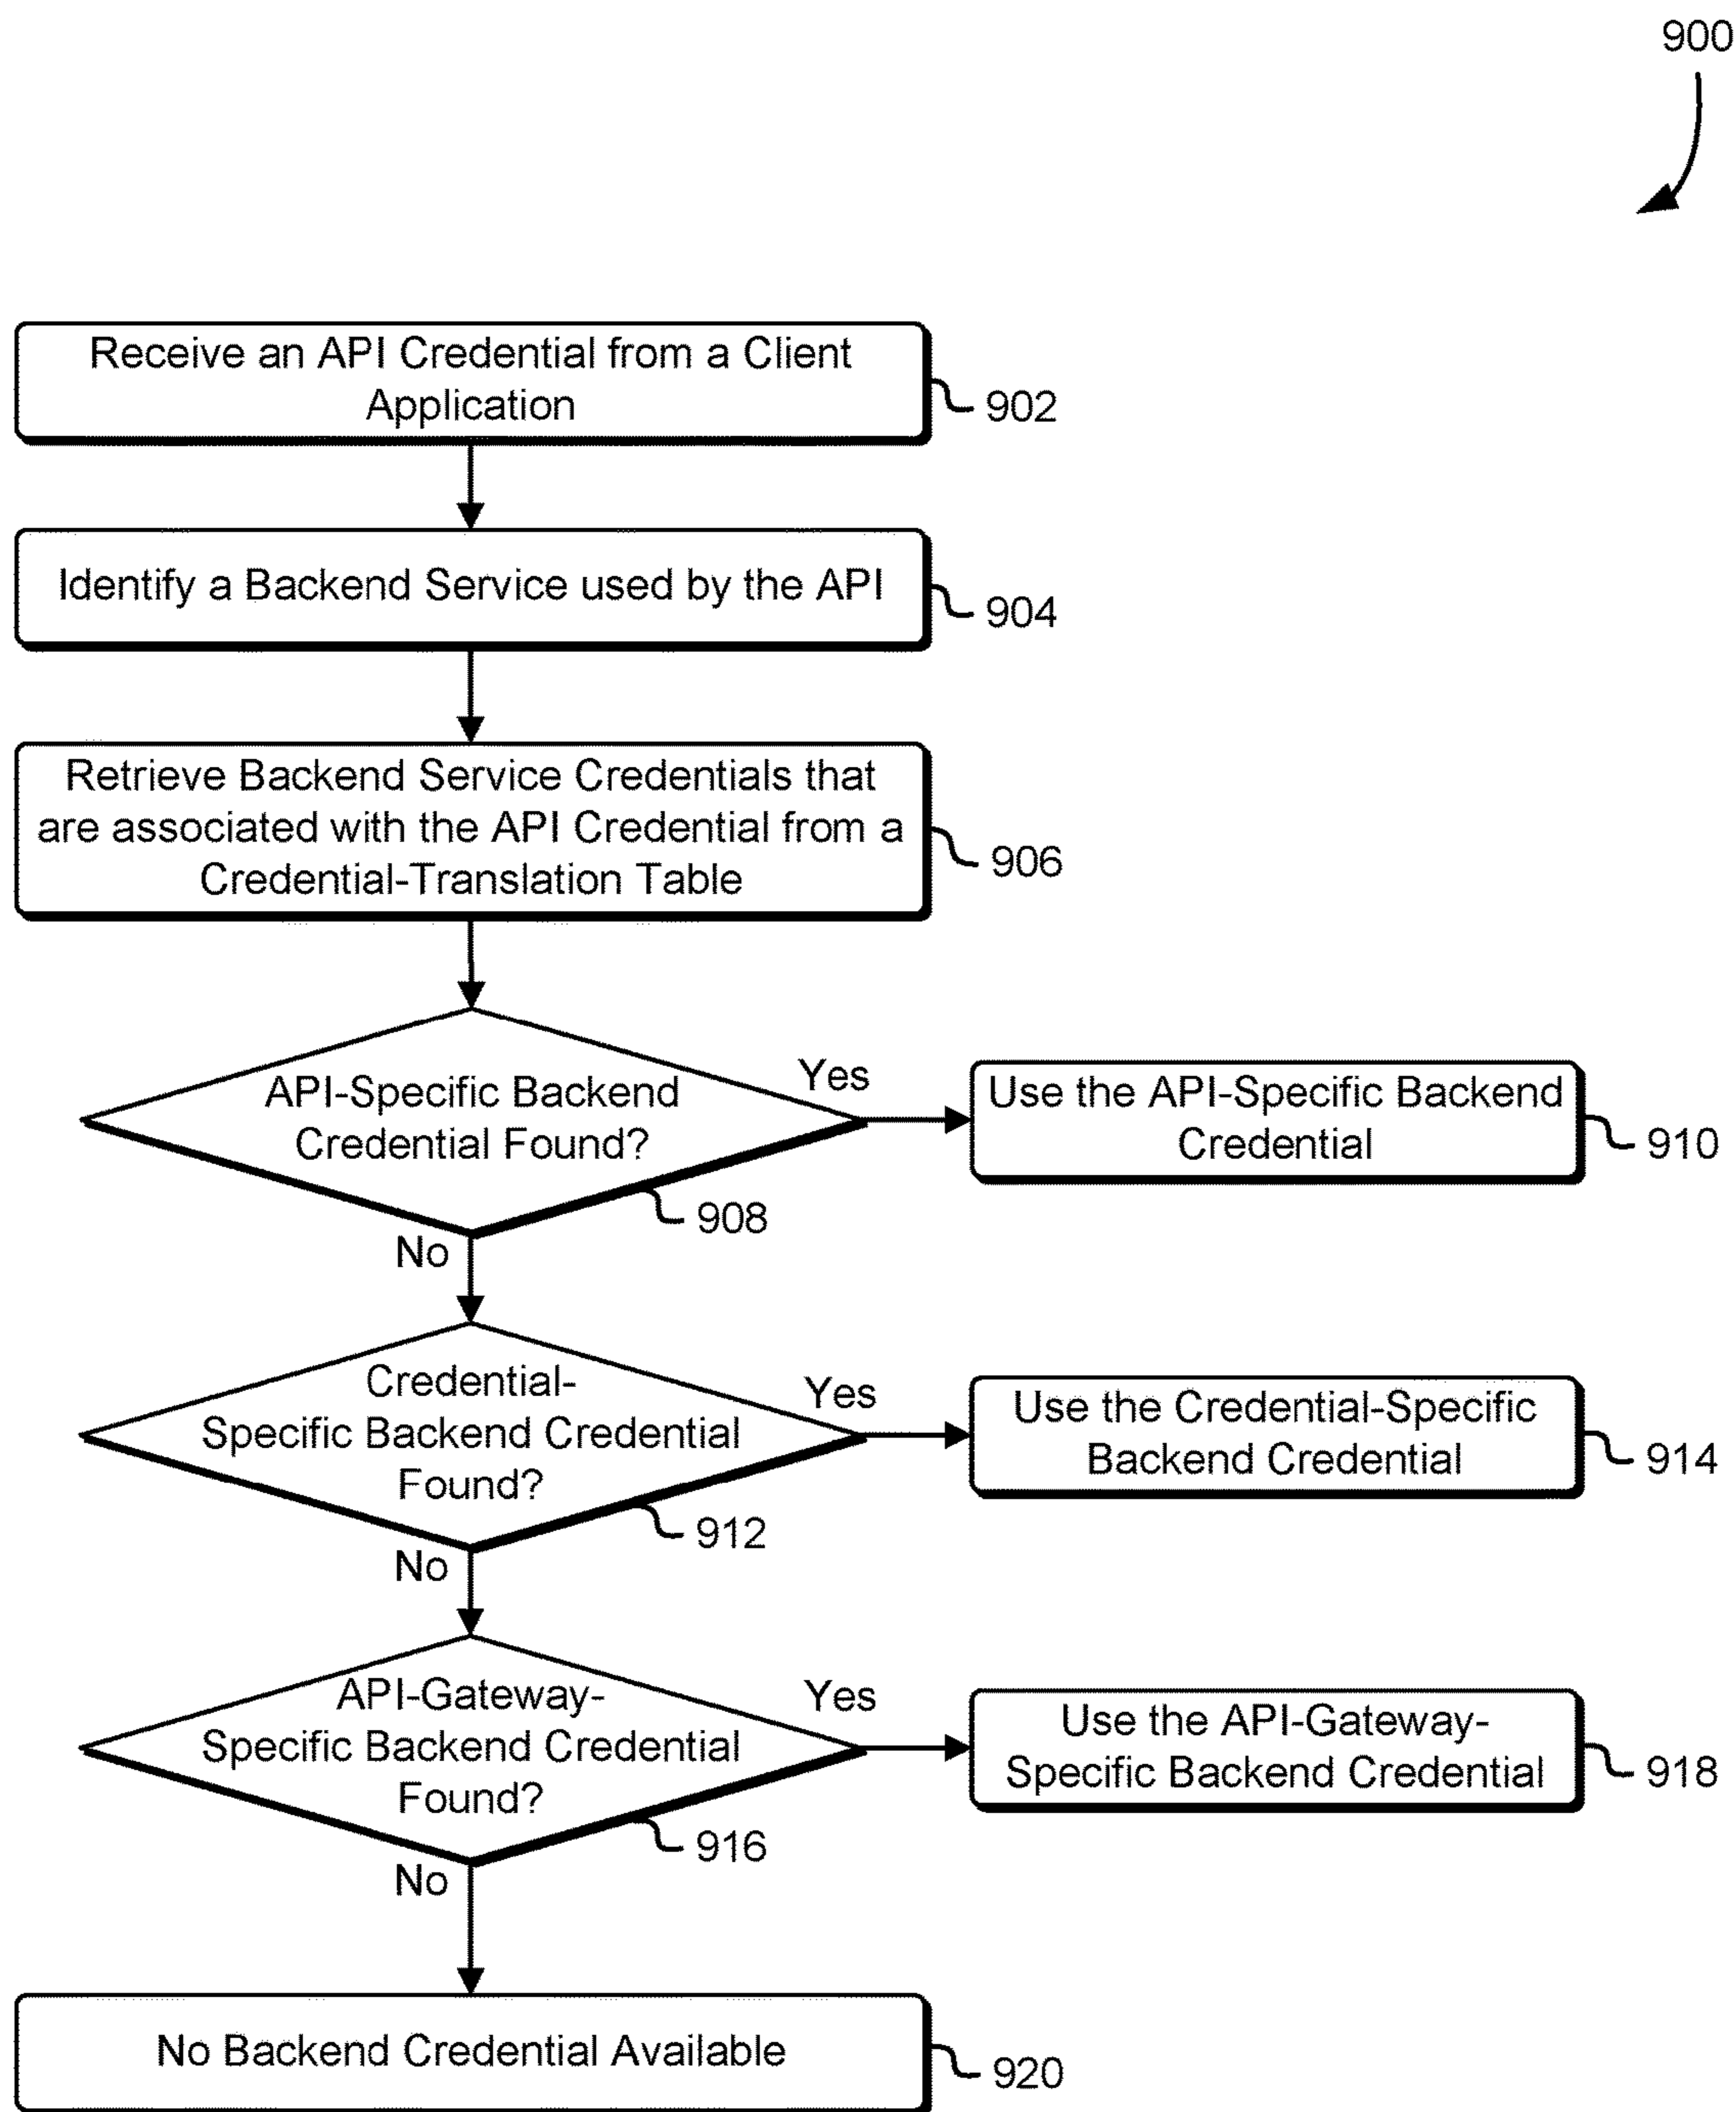 900
Receive an API Credential from a Client
Application
902
Identify a Backend Service used by the API
904
Retrieve Backend Service Credentials that
are associated with the API Credential from a
Credential-Translation Table
906
API-Specific Backend
Credential Found?
908
Yes
Use the API-Specific Backend
Credential
910
No
Credential-
Specific Backend Credential
Found?
912
Yes
Use the Credential-Specific
Backend Credential
914
No
API-Gateway-
Specific Backend Credential
Found?
916
Yes
Use the API-Gateway-
Specific Backend Credential
918
No
No Backend Credential Available
920